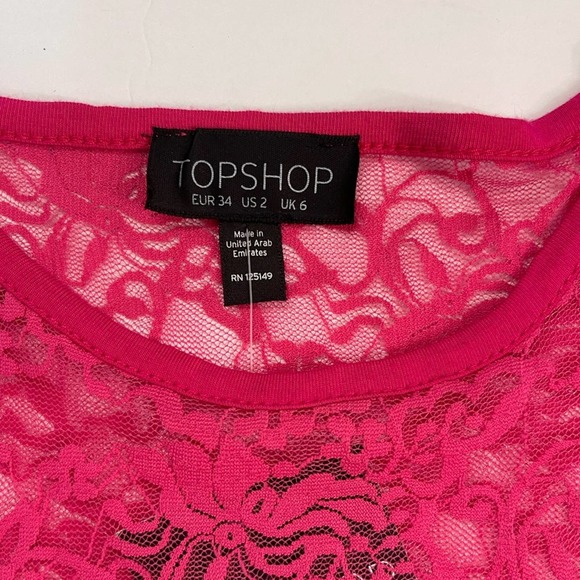 TOPSHOP
EUR 34 US 2 UK 6
Made in
United Arab
Emirates
RN 125149